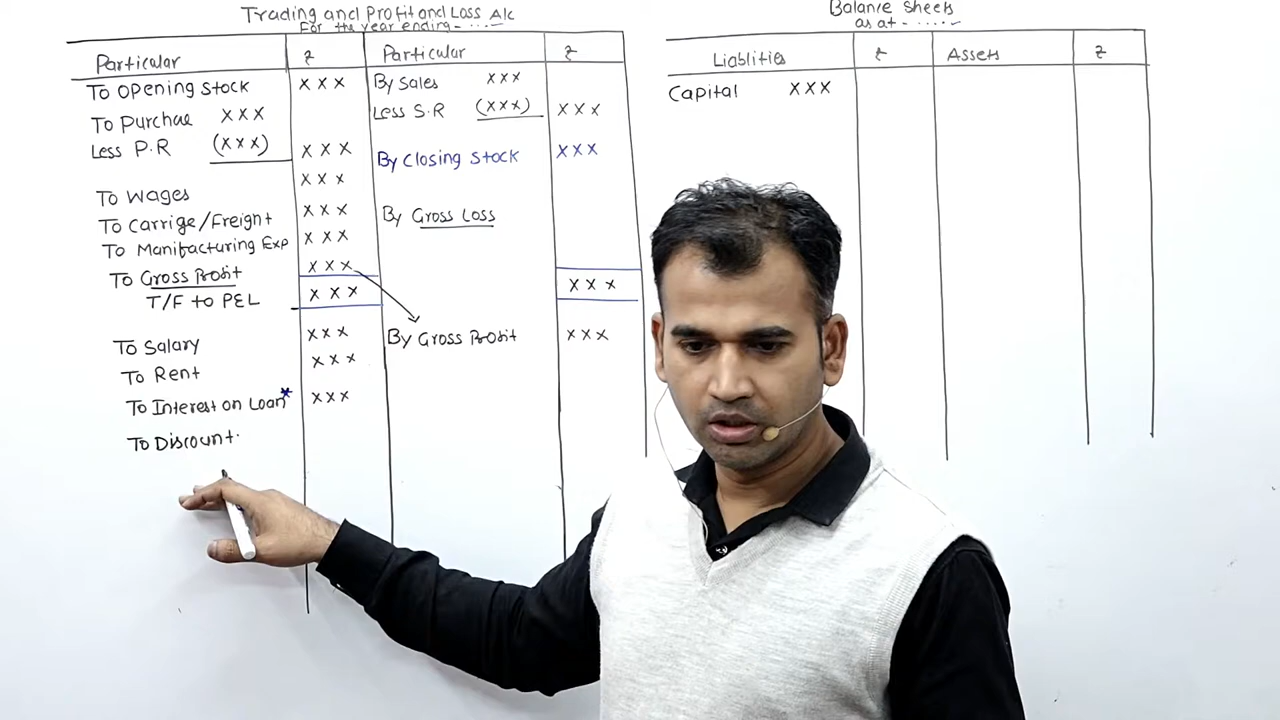 Trading and Profit and Loss A/c
For the year ending-.....-
Particular ₹ Particular ₹
To Opening Stock XXX
To Purchae XXX
Less P.R (XXX) XXX
To Wages XXX
To Carrige/Freight XXX
To Manifacturing Exp XXX
To Gross Profit XXX
T/F to P&L XXX
To Salary XXX
To Rent XXX
To Interest on Loan* XXX
To Discount.
By Sales XXX
Less S.R (XXX) XXX
By Closing Stock XXX
By Gross Loss
XXX
By Gross Profit XXX
Balance Sheets
as at - .....-
Liablities ₹ Assets ₹
Capital XXX